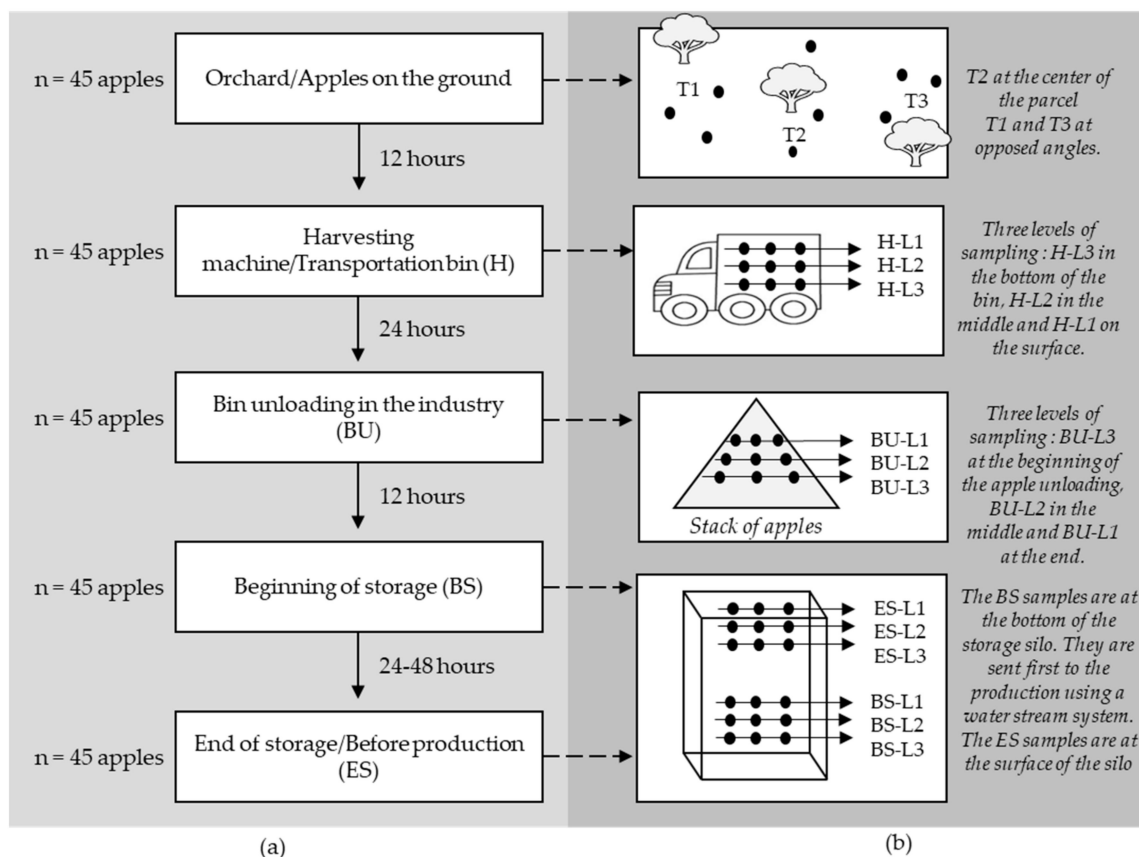 n = 45 apples
Orchard/Apples on the ground
12 hours
n = 45 apples
Harvesting
machine/Transportation bin (H)
24 hours
n = 45 apples
Bin unloading in the industry
(BU)
12 hours
n = 45 apples
Beginning of storage (BS)
24-48 hours
n = 45 apples
End of storage/Before production
(ES)
(a)
T1
T2
T3
T2 at the center of
the parcel
T1 and T3 at
opposed angles.
H-L1
H-L2
H-L3
Three levels of
sampling : H-L3 in
the bottom of the
bin, H-L2 in the
middle and H-L1 on
the surface.
BU-L1
BU-L2
BU-L3
Stack of apples
Three levels of
sampling : BU-L3
at the beginning of
the apple unloading,
BU-L2 in the
middle and BU-L1
at the end.
ES-L1
ES-L2
ES-L3
BS-L1
BS-L2
BS-L3
The BS samples are at
the bottom of the
storage silo. They are
sent first to the
production using a
water stream system.
The ES samples are at
the surface of the silo
(b)